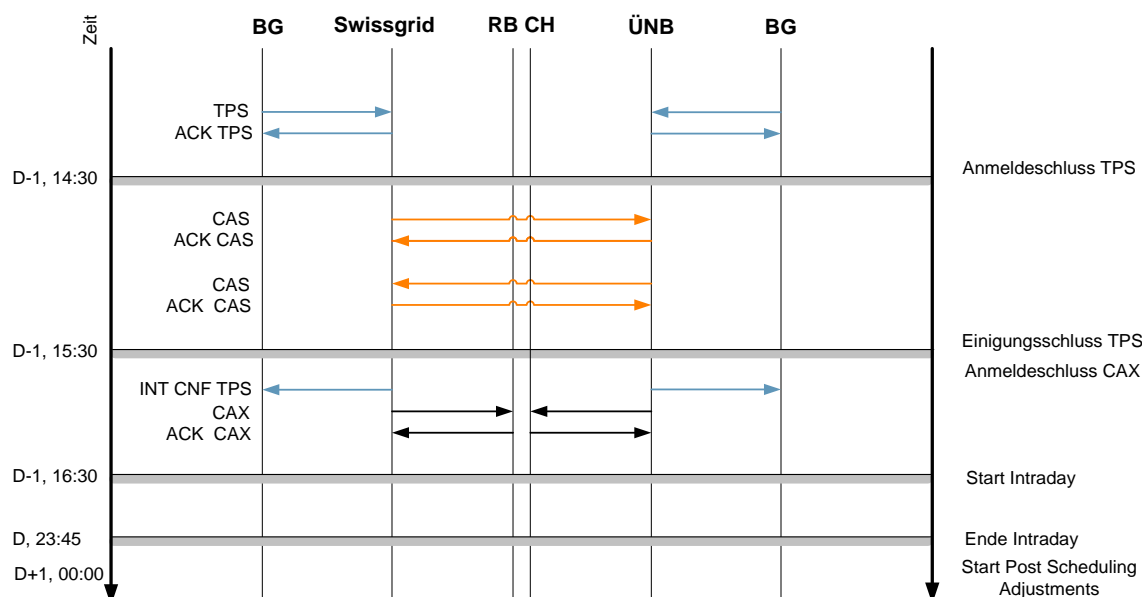 Zeit
BG Swissgrid RB CH ÜNB BG
TPS
ACK TPS
D-1, 14:30 Anmeldeschluss TPS
CAS
ACK CAS
CAS
ACK CAS
D-1, 15:30 Einigungsschluss TPS
Anmeldeschluss CAX
INT CNF TPS
CAX
ACK CAX
D-1, 16:30 Start Intraday
D, 23:45 Ende Intraday
D+1, 00:00 Start Post Scheduling
Adjustments